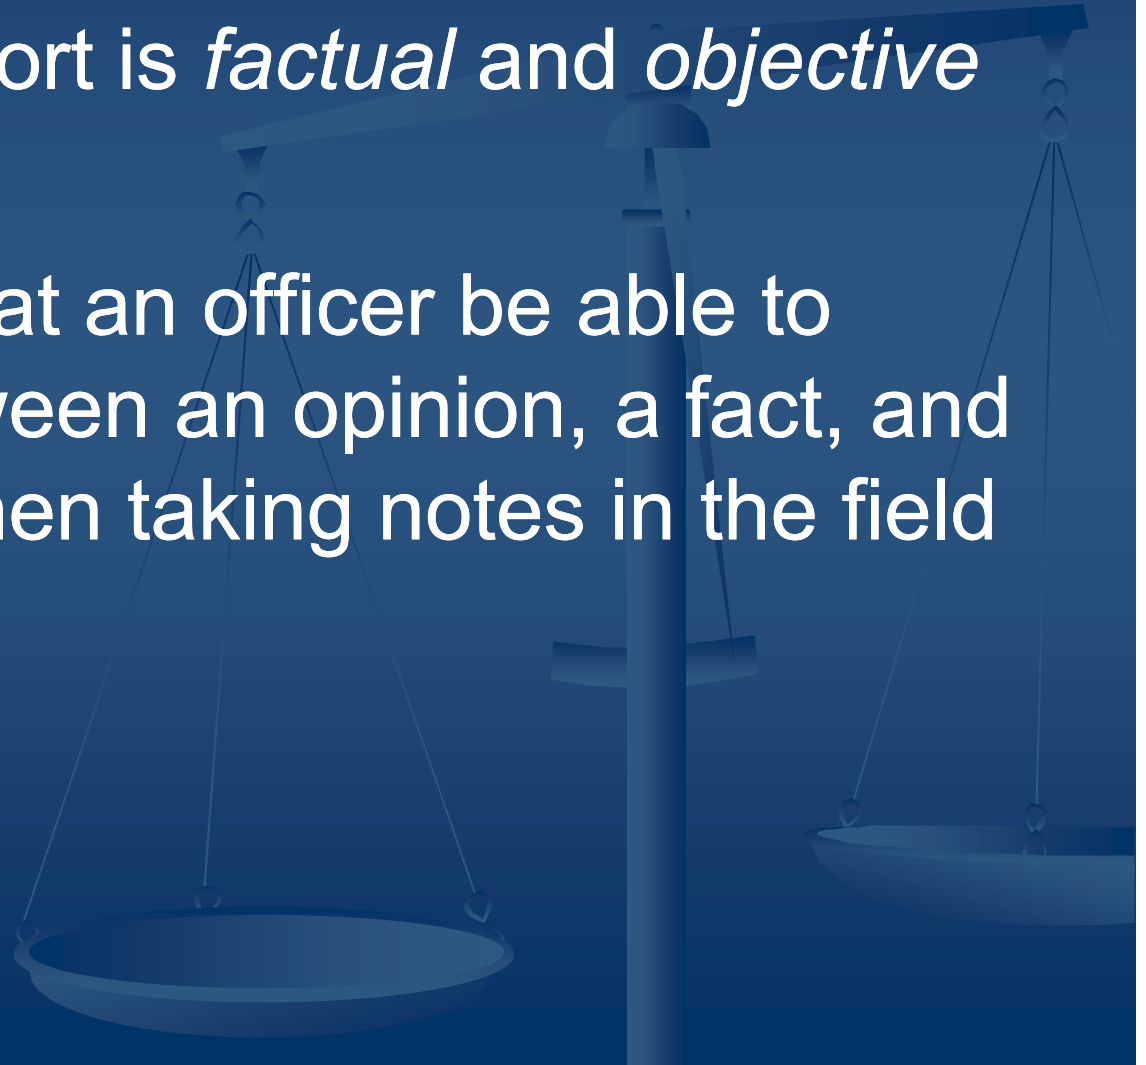 ort is factual and objective
at an officer be able to
veen an opinion, a fact, and
en taking notes in the field